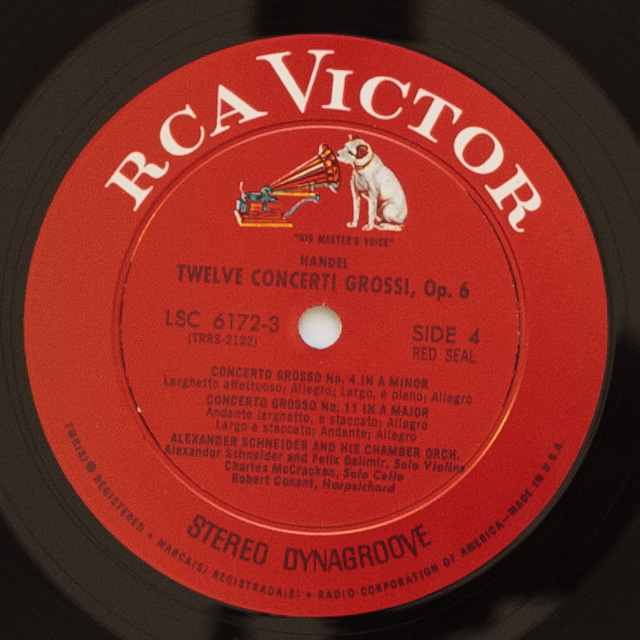 RCA VICTOR
"HIS MASTER'S VOICE"
HANDEL
TWELVE CONCERTI GROSSI, Op. 6
LSC 6172-3
(TRRS-2122)
SIDE 4
RED SEAL
CONCERTO GROSSO No. 4 IN A MINOR
Larghetto affettuoso; Allegro; Largo, e piano; Allegro
CONCERTO GROSSO No. 11 IN A MAJOR
Andante larghetto, e staccato; Allegro
Largo e staccato; Andante; Allegro
ALEXANDER SCHNEIDER AND HIS CHAMBER ORCH.
Alexander Schneider and Felix Galimir, Solo Violins
Charles McCracken, Solo Cello
Robert Conant, Harpsichord
STEREO DYNAGROOVE
TMK(S) ® REGISTERED • MARCA(S) REGISTRADA(S) • RADIO CORPORATION OF AMERICA—MADE IN U.S.A.